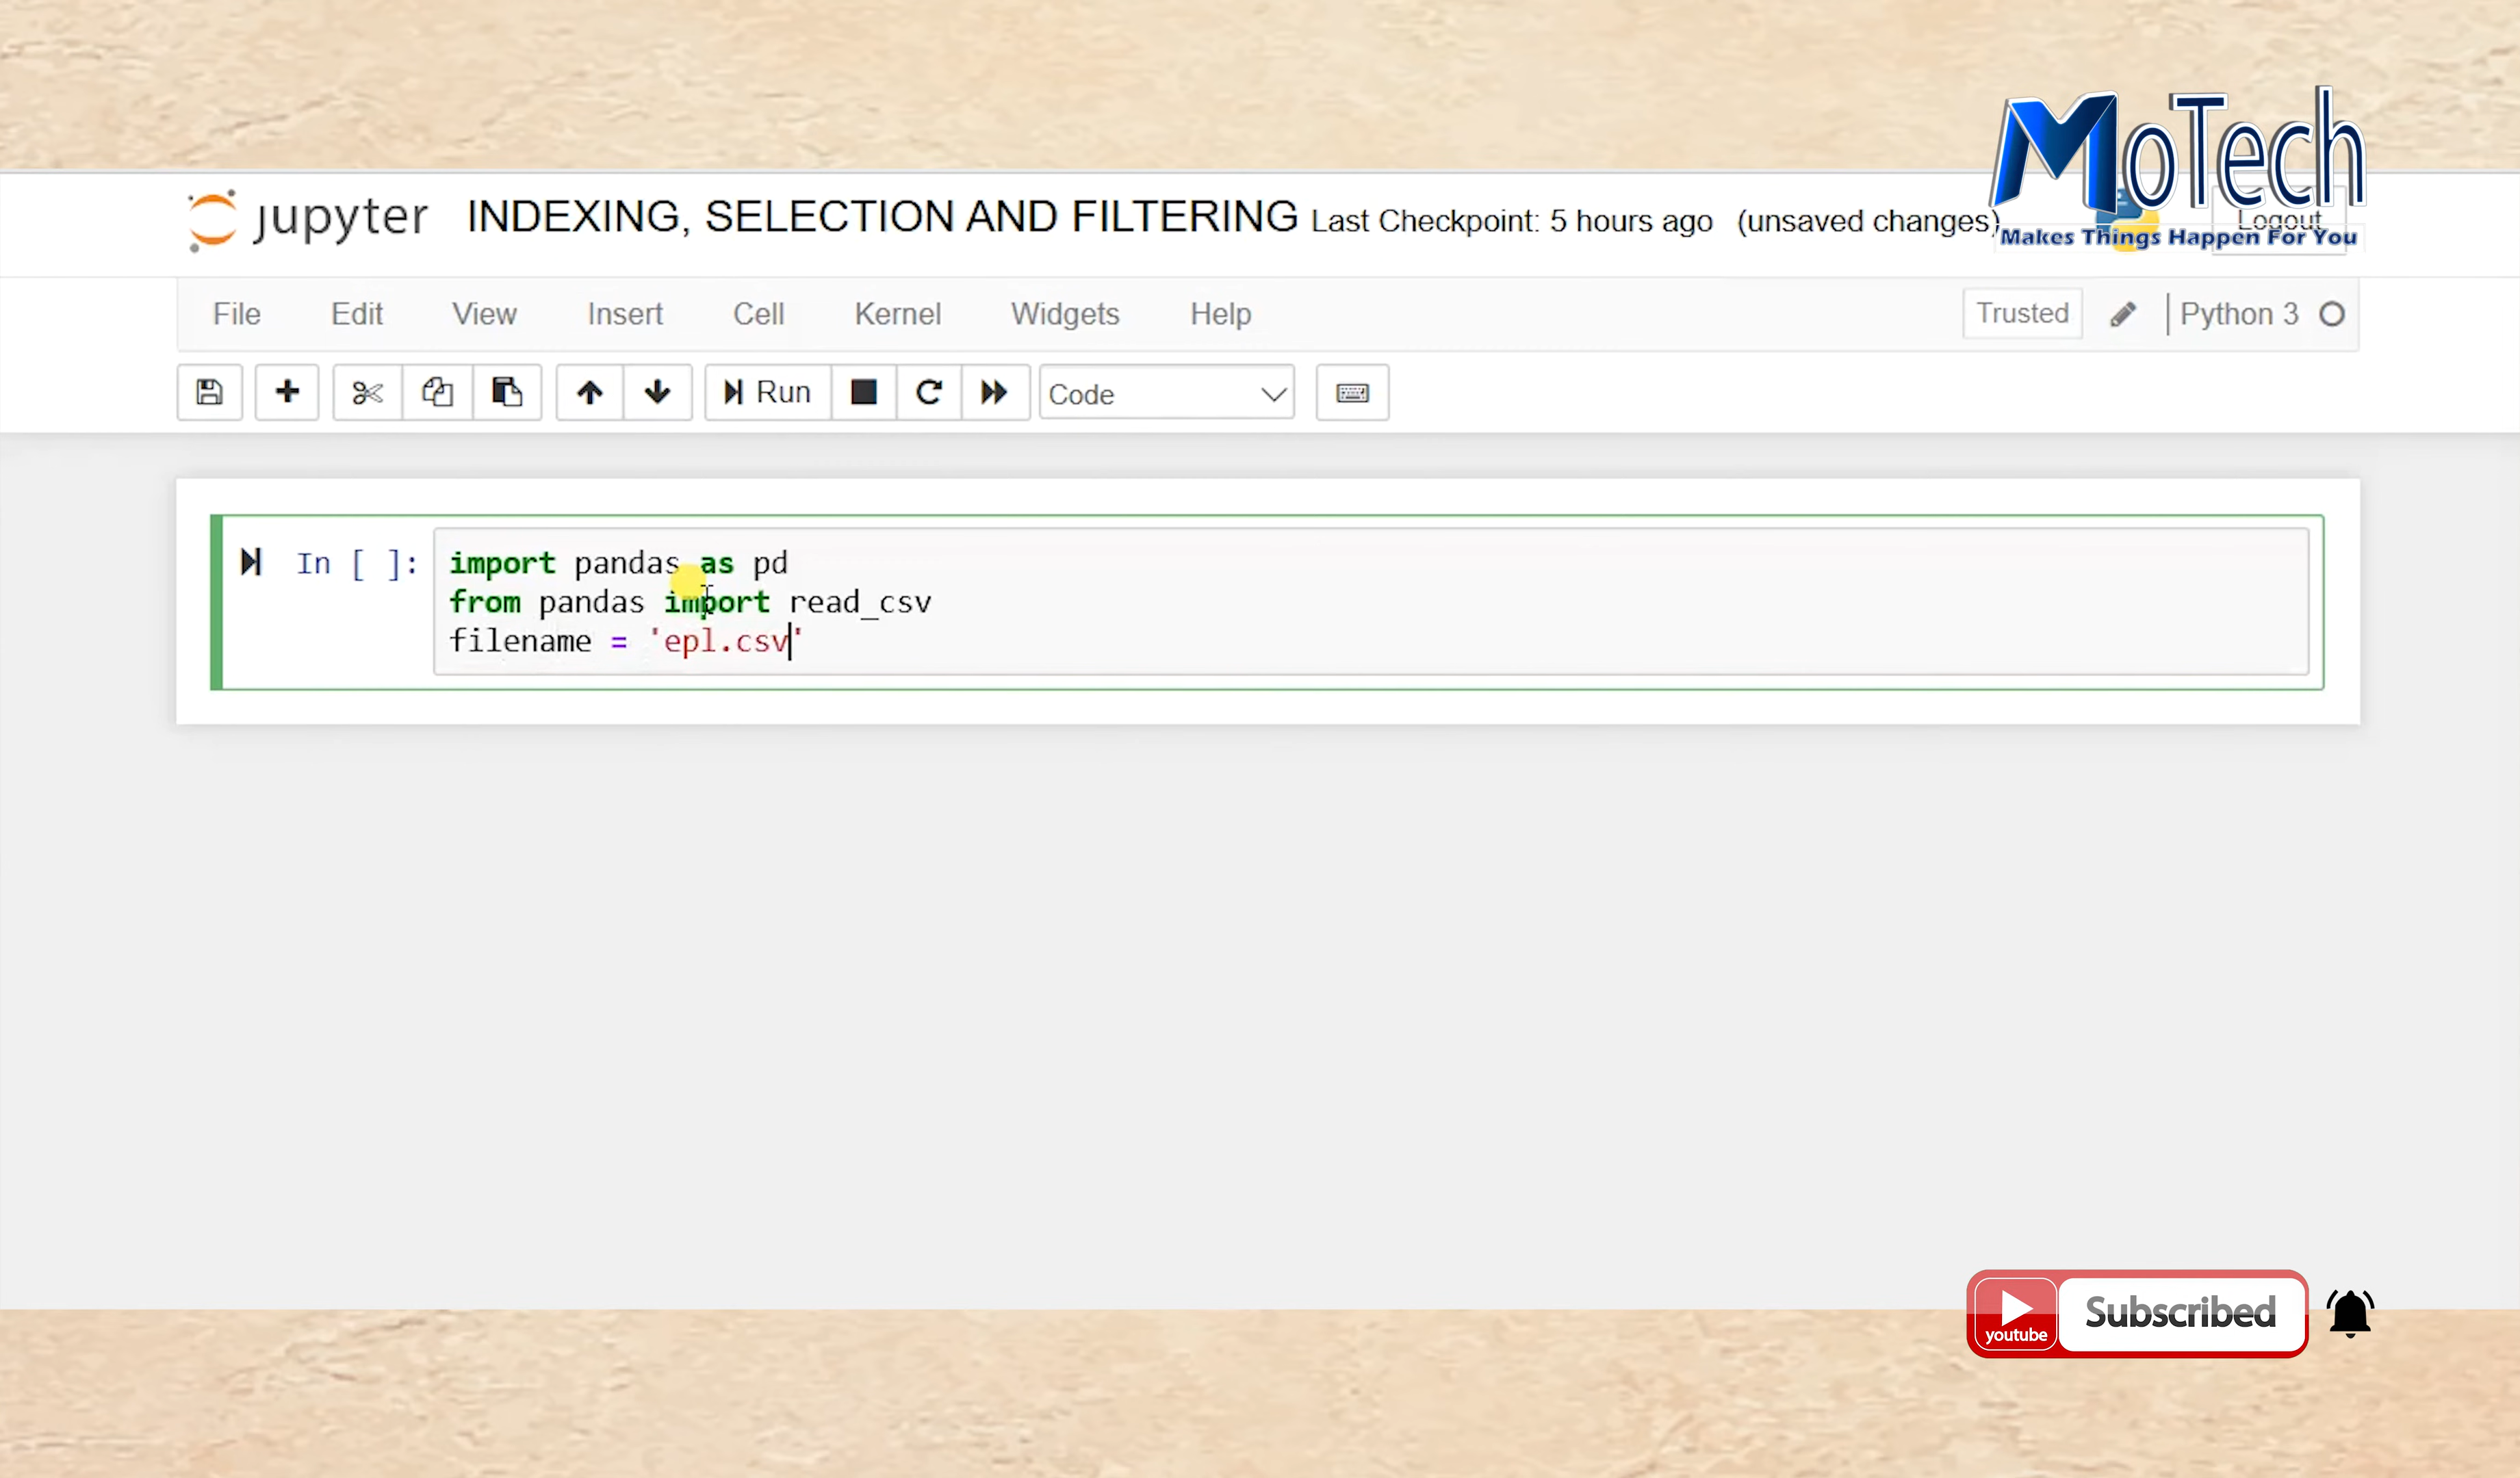 MoTech
Makes Things Happen For You
jupyter INDEXING, SELECTION AND FILTERING Last Checkpoint: 5 hours ago (unsaved changes)
Logout
File Edit View Insert Cell Kernel Widgets Help Trusted Python 3
Run Code
In [ ]: import pandas as pd
from pandas import read_csv
filename = 'epl.csv'
youtube Subscribed